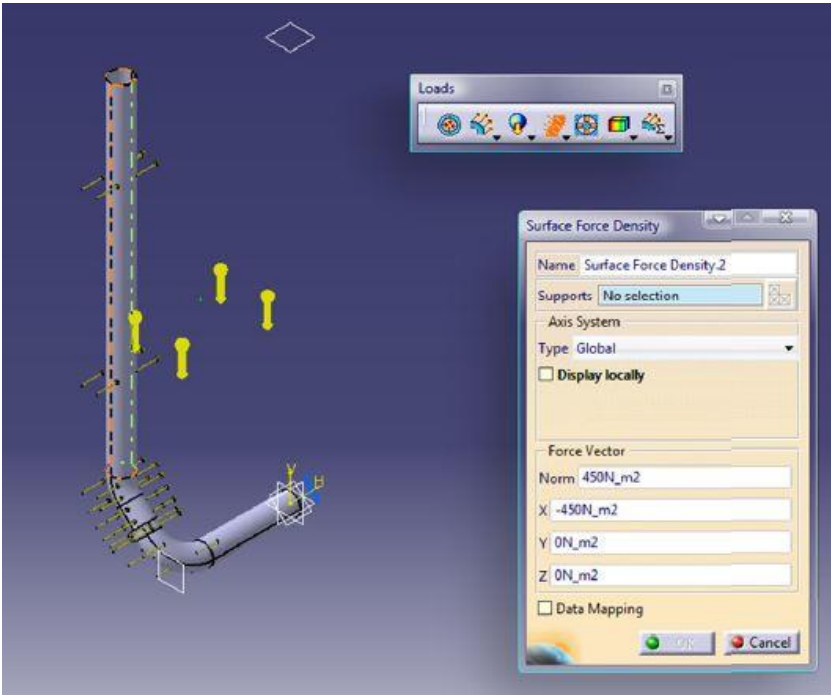 Loads
Surface Force Density
Name Surface Force Density.2
Supports No selection
Axis System
Type Global
Display locally
Force Vector
Norm 450N_m2
X -450N_m2
Y 0N_m2
Z 0N_m2
Data Mapping
OK Cancel